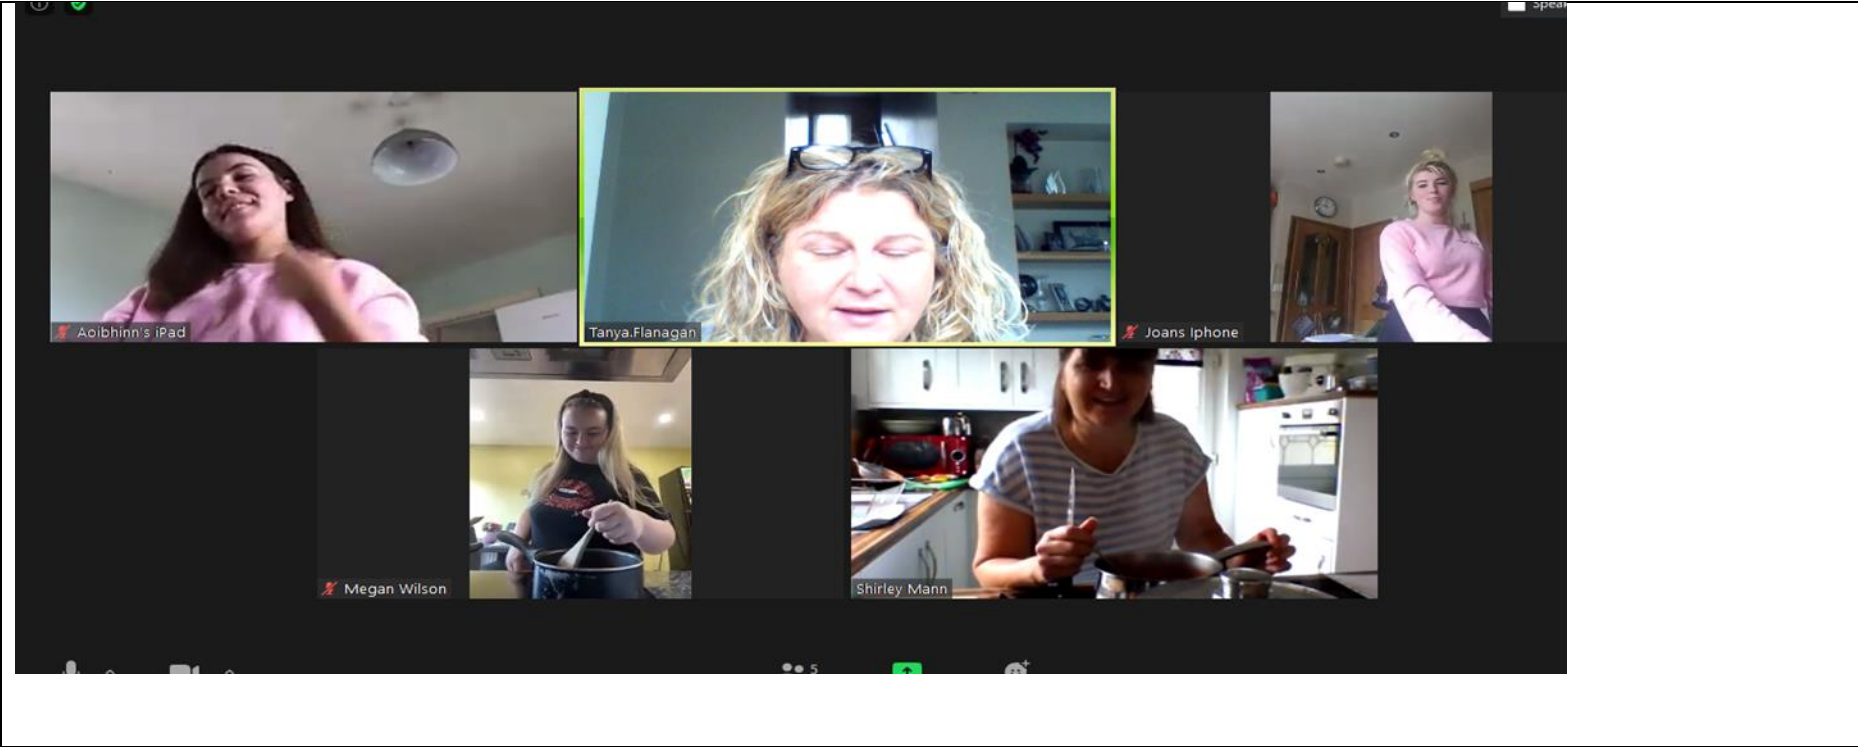 Aoibhinn's iPad
Tanya.Flanagan
Joans Iphone
Megan Wilson
Shirley Mann
5